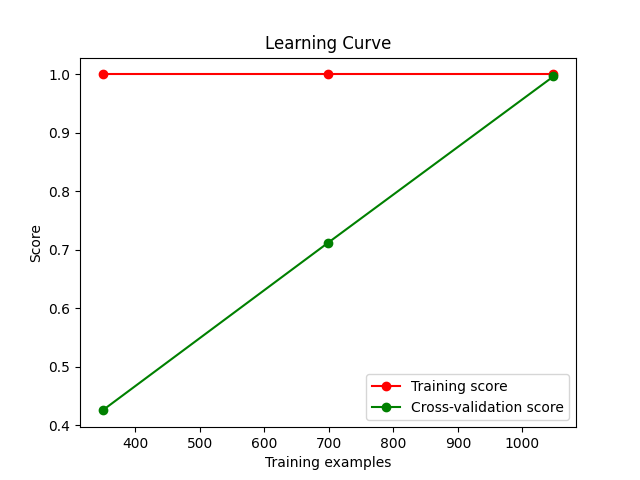 Learning Curve
1.0
0.9
0.8
0.7
0.6
0.5
0.4
Score
Training score
Cross-validation score
400 500 600 700 800 900 1000
Training examples